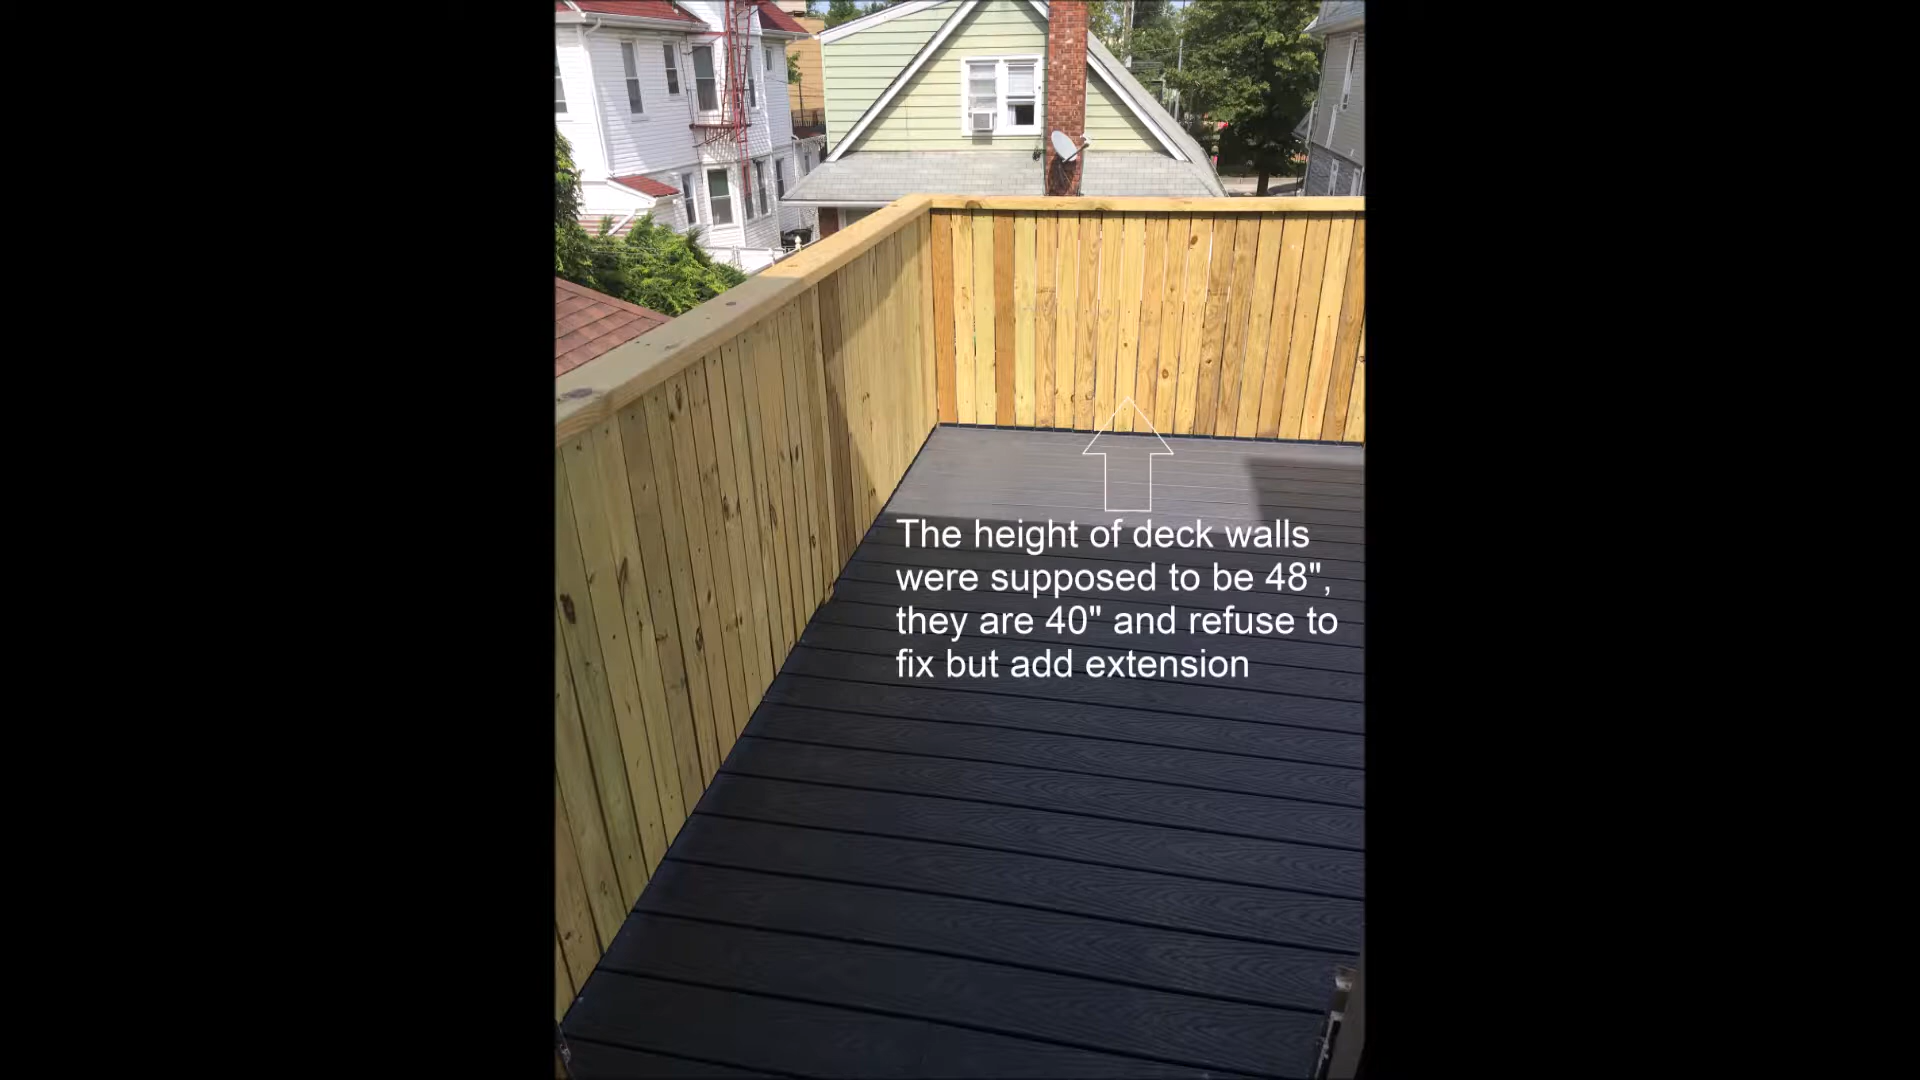 The height of deck walls
were supposed to be 48",
they are 40" and refuse to
fix but add extension